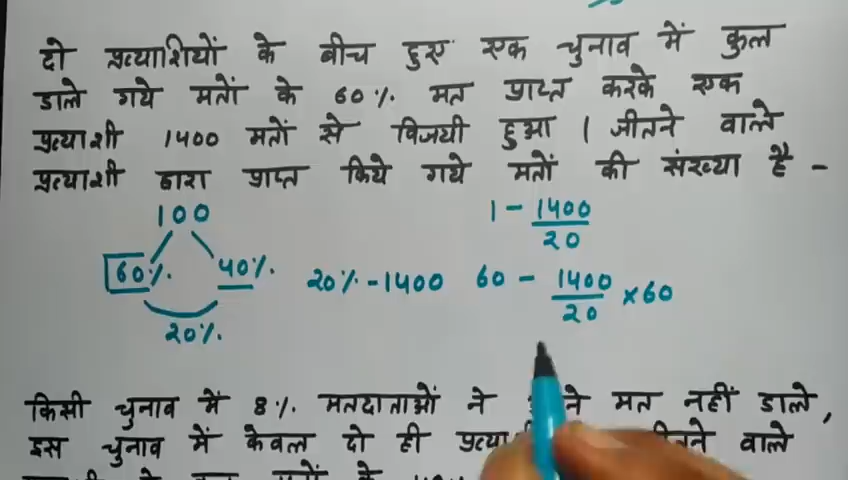 दो प्रत्याशियों के बीच हुए एक चुनाव में कुल
डाले गये मतों के 60% मत प्राप्त करके एक
प्रत्याशी 1400 मतों से विजयी हुआ । जीतने वाले
प्रत्याशी द्वारा प्राप्त किये गये मतों की संख्या है -
100
60% 40%
20%
20% - 1400
1 - 1400/20
60 - 1400/20 × 60
किसी चुनाव में 8% मतदाताओं ने मत नहीं डाले,
इस चुनाव में केवल दो ही वाले